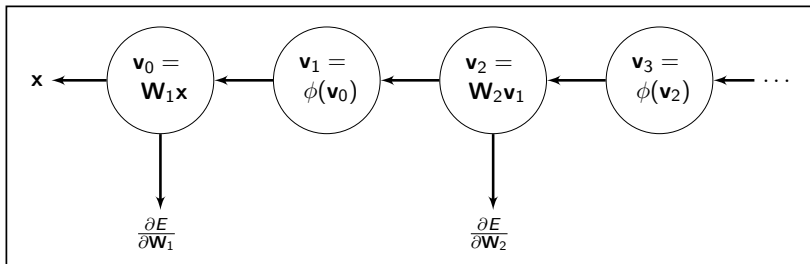 x
v₀ =
W₁x
v₁ =
ϕ(v₀)
v₂ =
W₂v₁
v₃ =
ϕ(v₂)
···
∂E/∂W₁
∂E/∂W₂